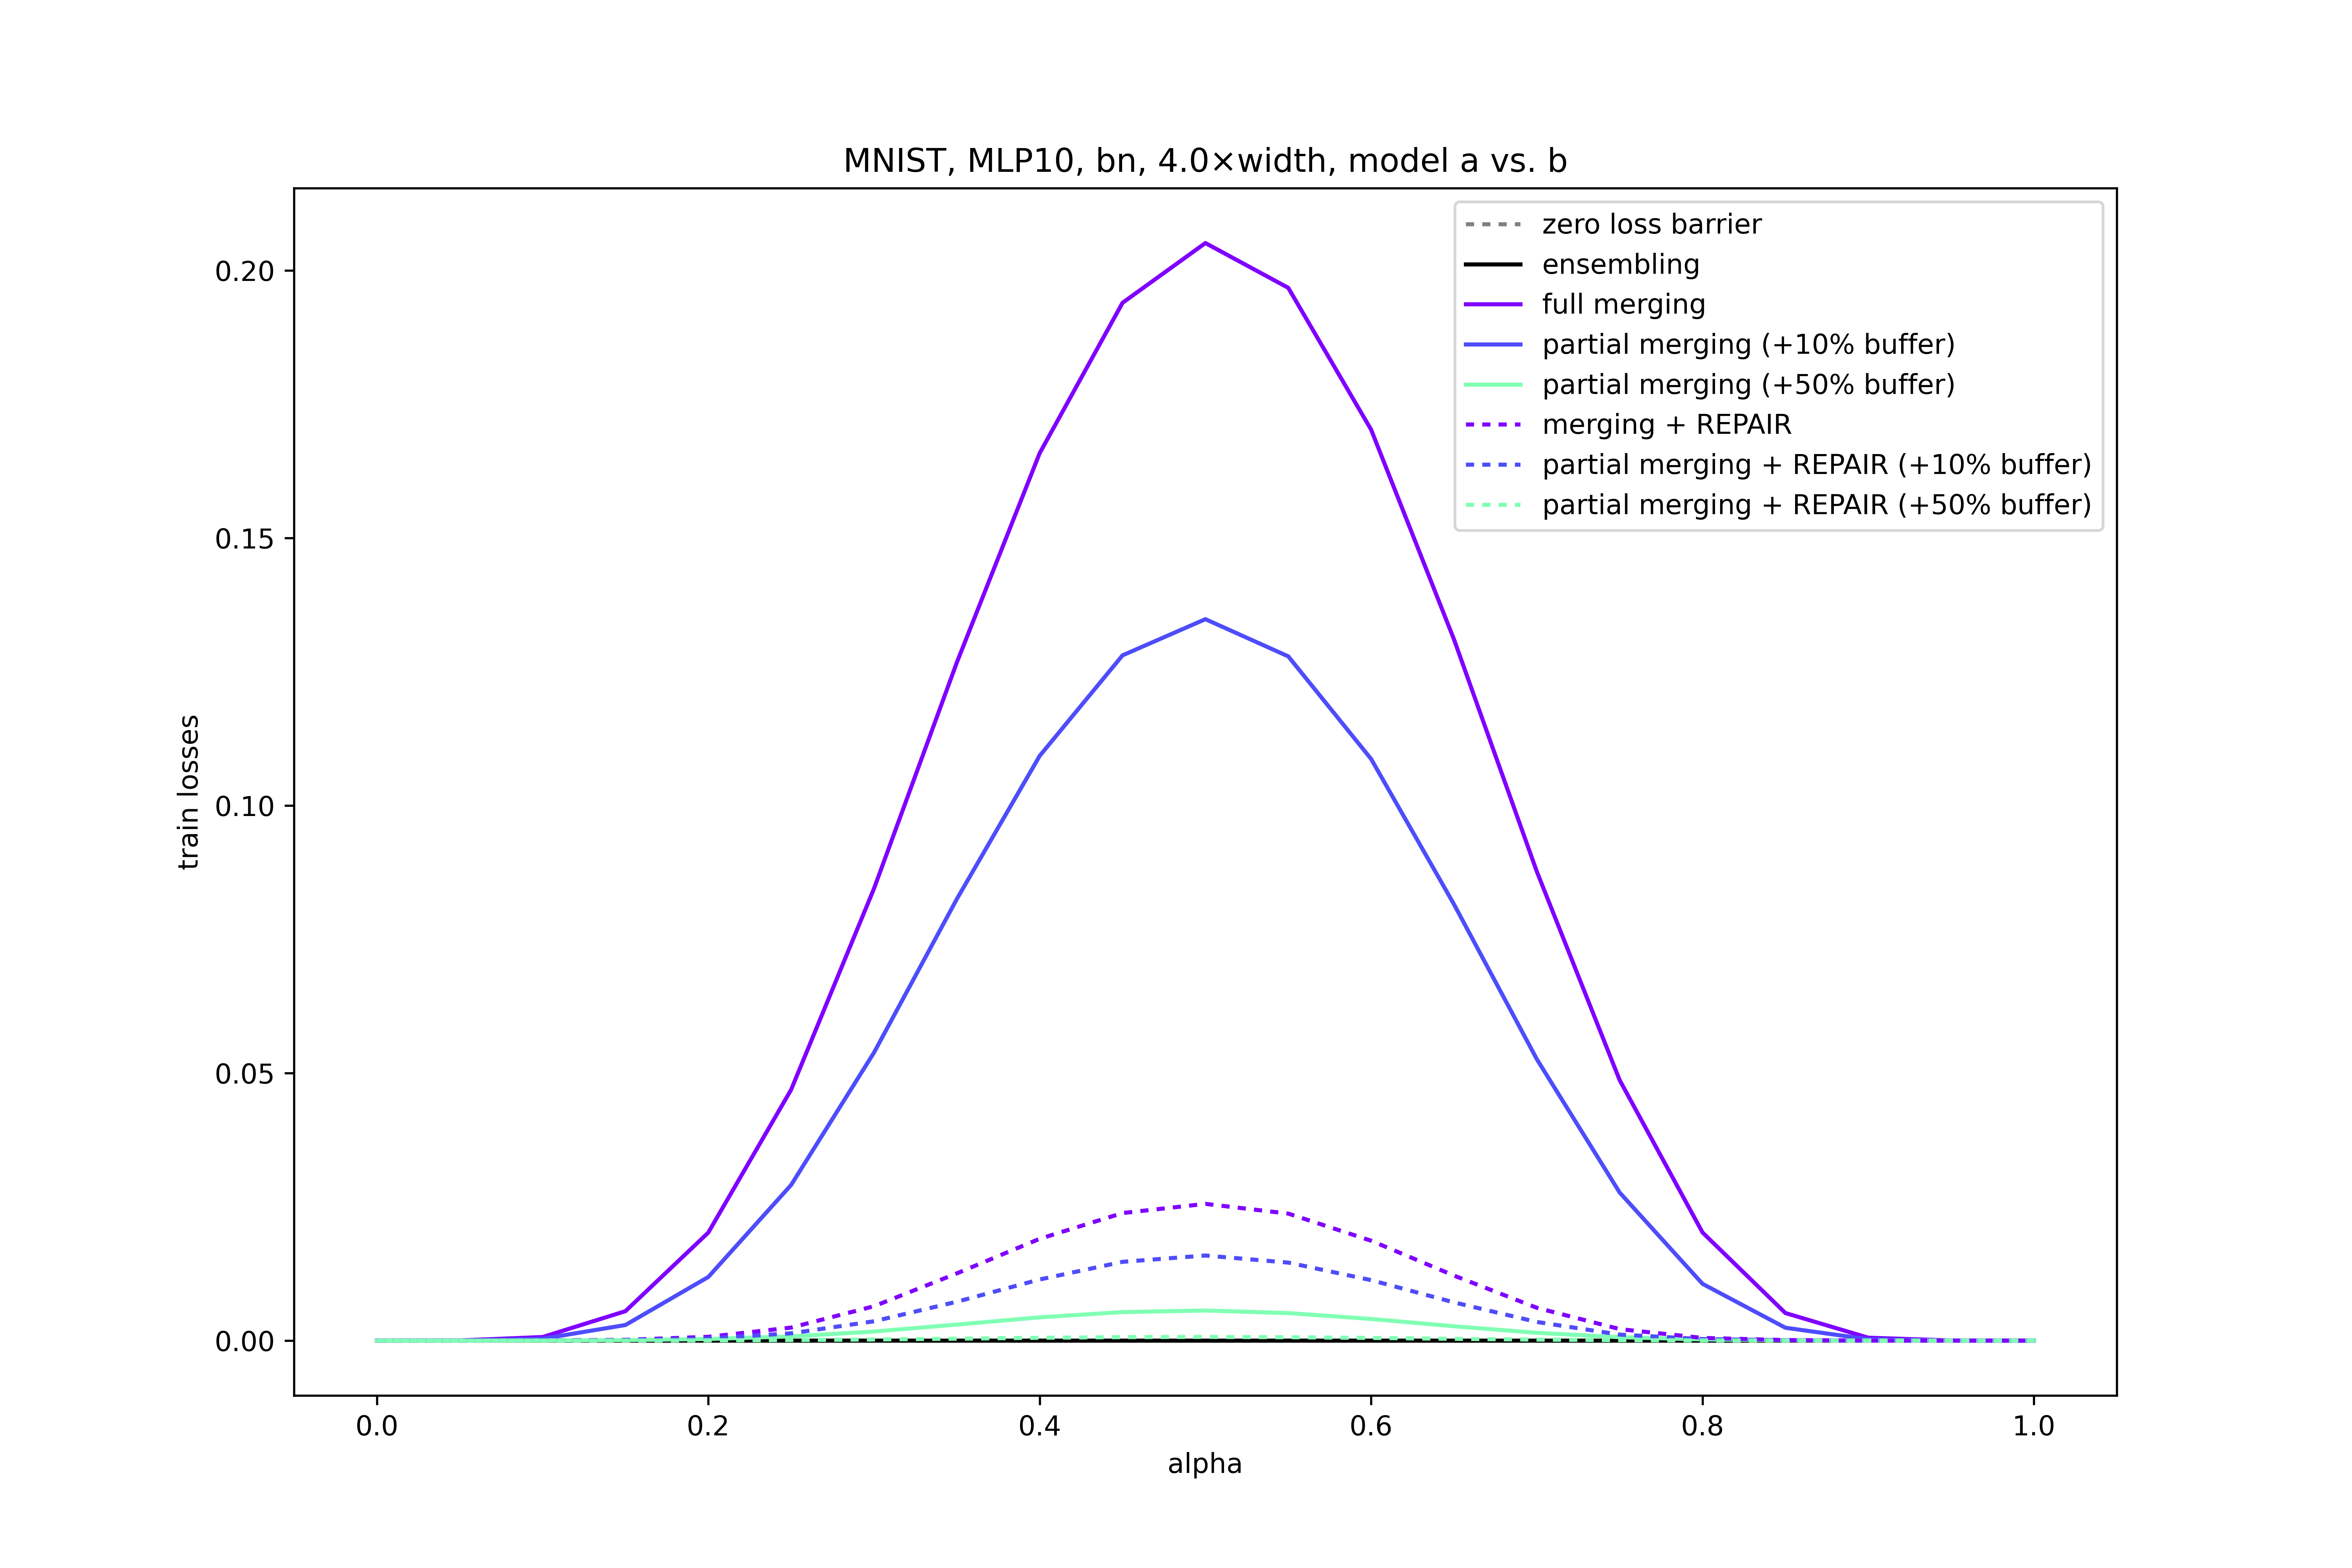 MNIST, MLP10, bn, 4.0×width, model a vs. b
zero loss barrier
ensembling
full merging
partial merging (+10% buffer)
partial merging (+50% buffer)
merging + REPAIR
partial merging + REPAIR (+10% buffer)
partial merging + REPAIR (+50% buffer)
train losses
0.20
0.15
0.10
0.05
0.00
0.0 0.2 0.4 0.6 0.8 1.0
alpha